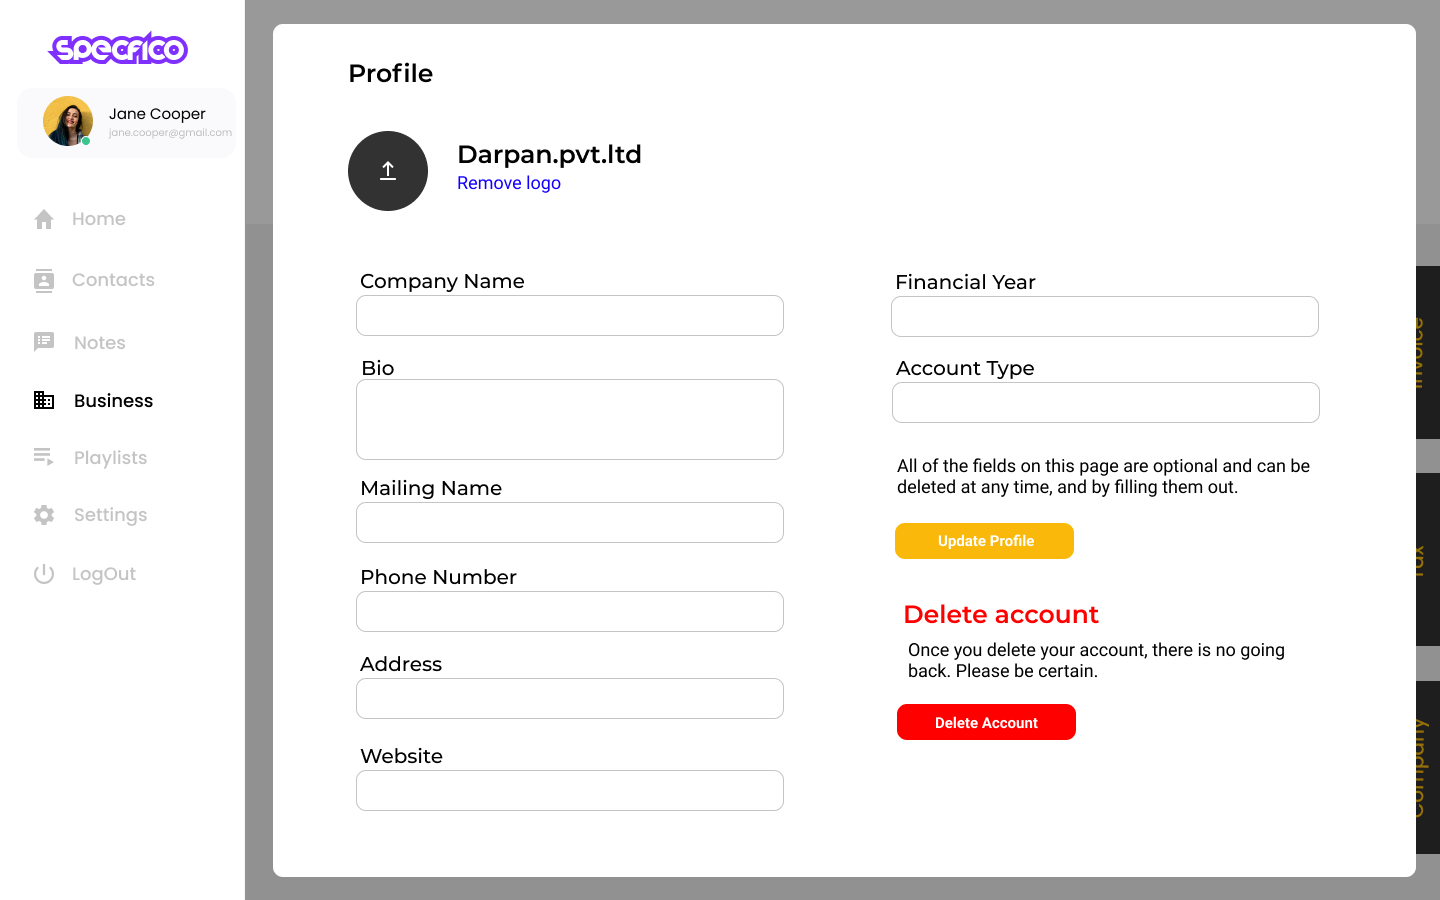 specfico
Jane Cooper
jane.cooper@gmail.com
Home
Contacts
Notes
Business
Playlists
Settings
LogOut
Profile
Darpan.pvt.ltd
Remove logo
Company Name
Bio
Mailing Name
Phone Number
Address
Website
Financial Year
Account Type
All of the fields on this page are optional and can be
deleted at any time, and by filling them out.
Update Profile
Delete account
Once you delete your account, there is no going
back. Please be certain.
Delete Account
Invoice
Tax
Company